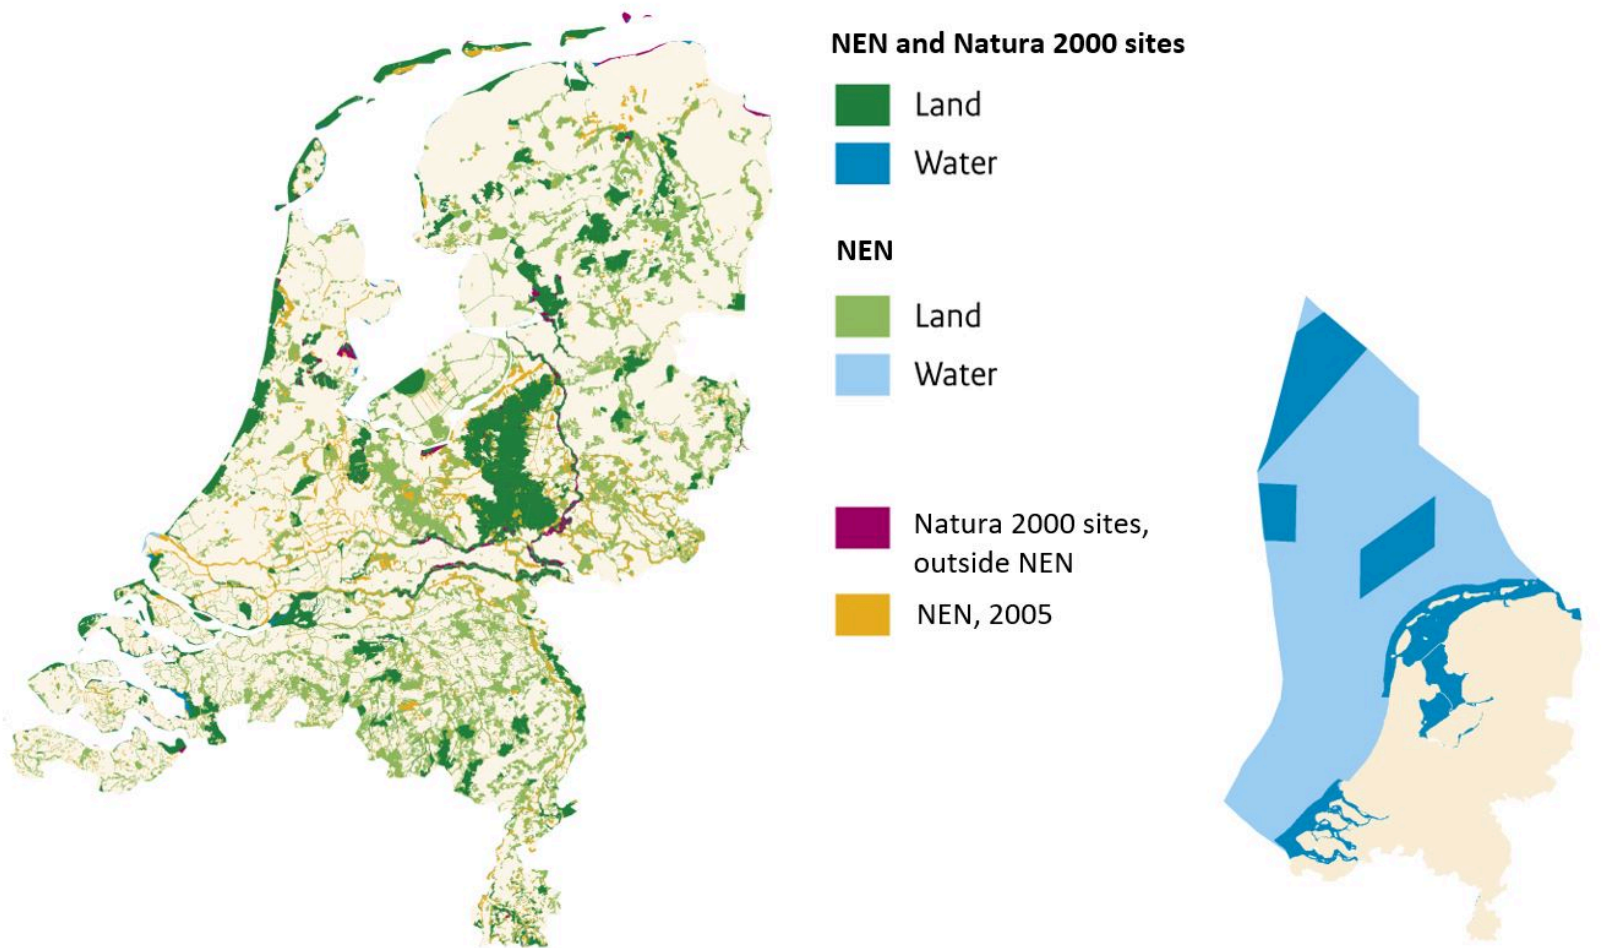 NEN and Natura 2000 sites
Land
Water
NEN
Land
Water
Natura 2000 sites,
outside NEN
NEN, 2005